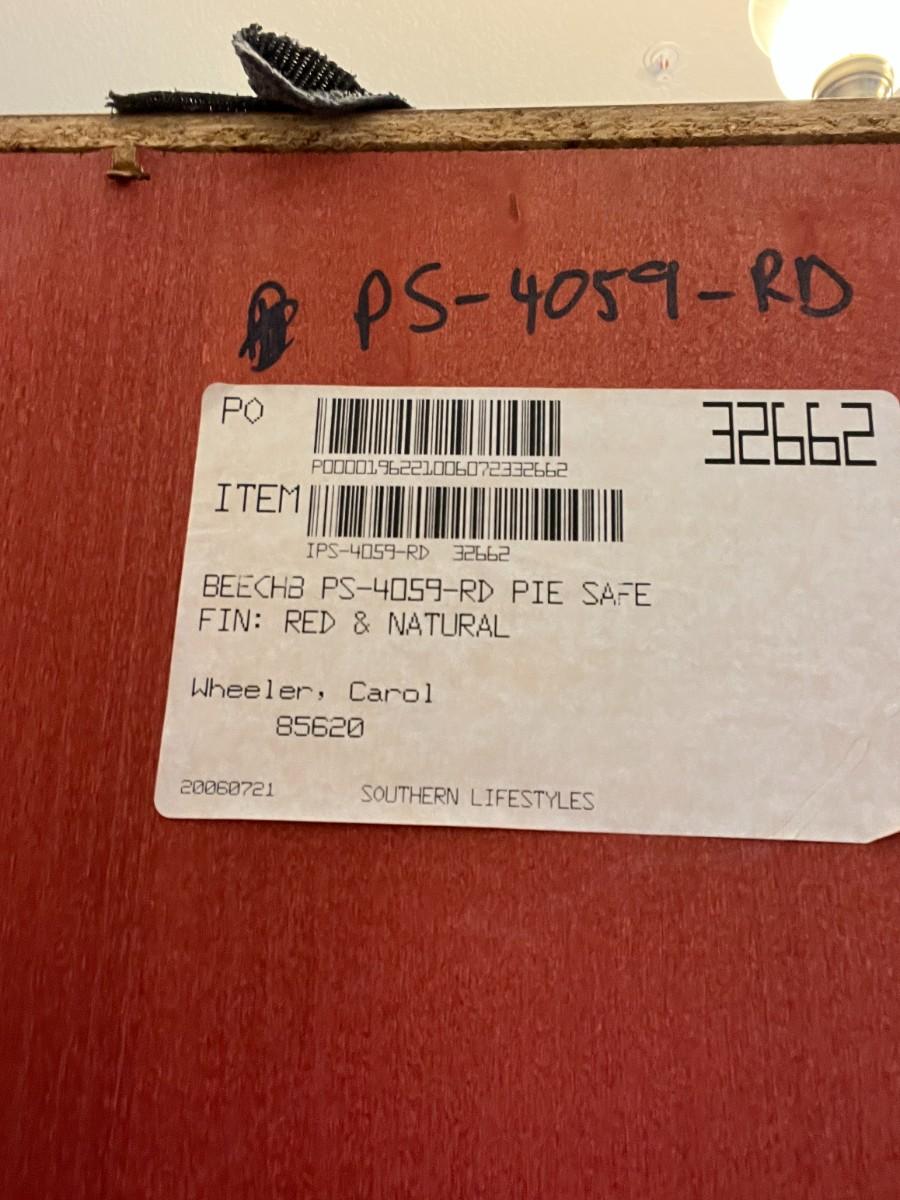 PS-4059-RD
PO
32662
P0000196221006072332662
ITEM
IPS-4059-RD 32662
BEECHB PS-4059-RD PIE SAFE
FIN: RED & NATURAL
Wheeler, Carol
85620
20060721 SOUTHERN LIFESTYLES